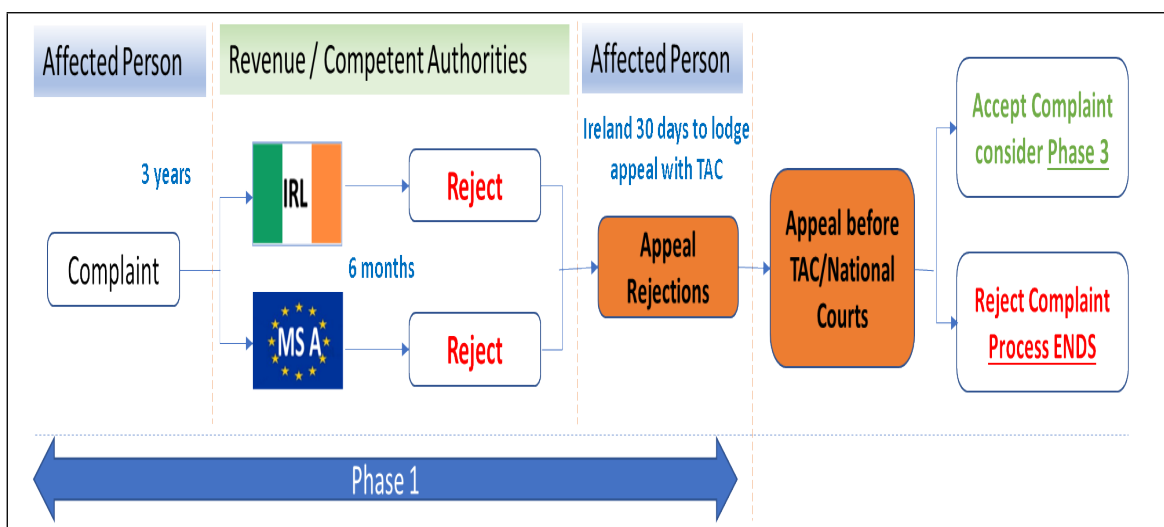 Affected Person
Revenue / Competent Authorities
Affected Person
3 years
Complaint
IRL
Reject
6 months
MS A
Reject
Ireland 30 days to lodge
appeal with TAC
Appeal
Rejections
Appeal before
TAC/National
Courts
Accept Complaint
consider Phase 3
Reject Complaint
Process ENDS
Phase 1